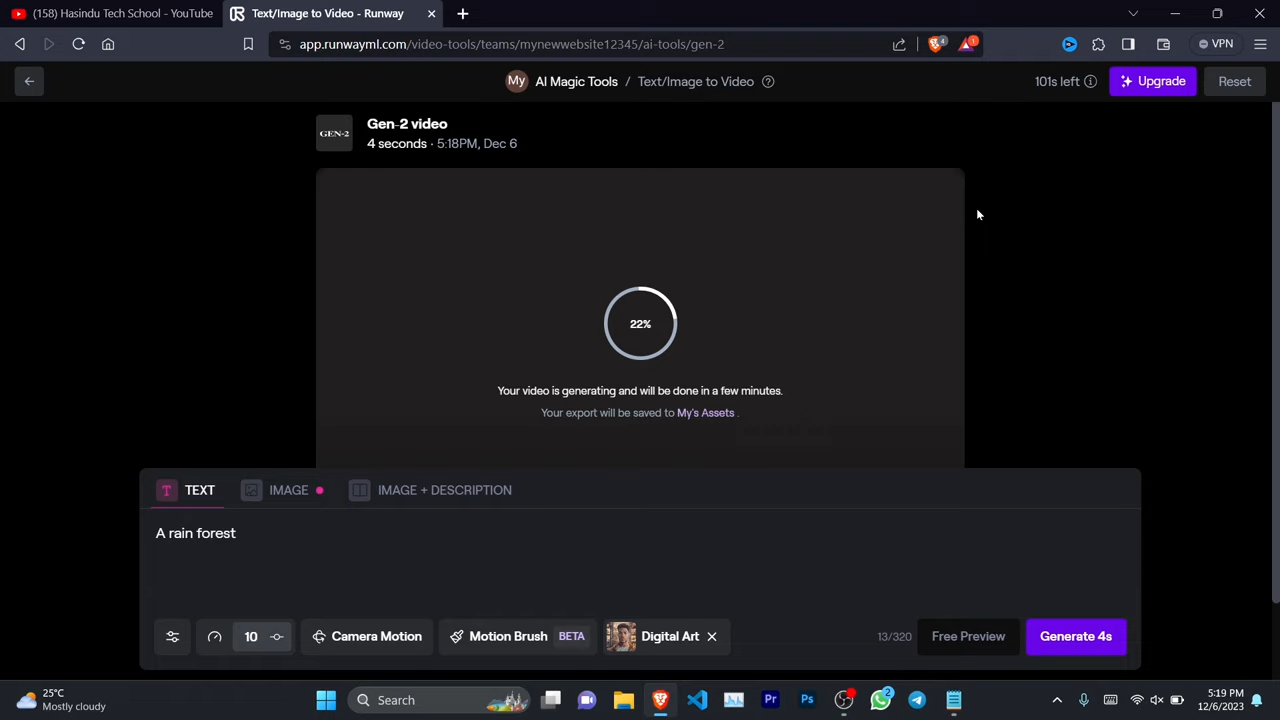 (158) Hasindu Tech School - YouTube
Text/Image to Video - Runway
app.runwayml.com/video-tools/teams/mynewwebsite12345/ai-tools/gen-2
4
1
VPN
My
AI Magic Tools / Text/Image to Video
101s left
Upgrade
Reset
GEN-2
Gen-2 video
4 seconds · 5:18PM, Dec 6
22%
Your video is generating and will be done in a few minutes.
Your export will be saved to My's Assets .
T TEXT
IMAGE
IMAGE + DESCRIPTION
A rain forest
10
Camera Motion
Motion Brush BETA
Digital Art
13/320
Free Preview
Generate 4s
25°C
Mostly cloudy
Search
Pr
Ps
2
5:19 PM
12/6/2023